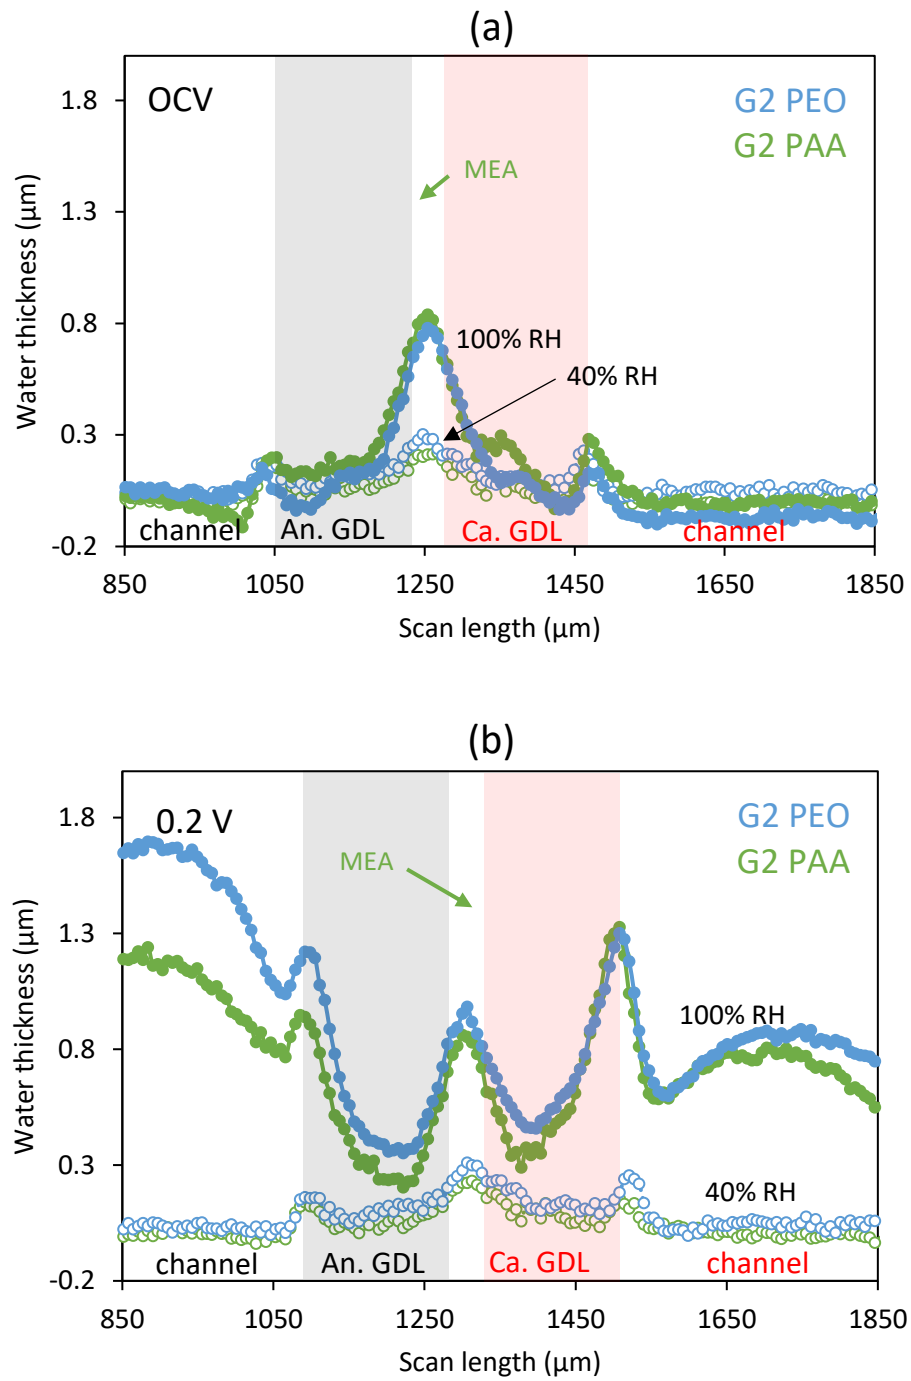 (a)
OCV
G2 PEO
G2 PAA
MEA
100% RH
40% RH
channel
An. GDL
Ca. GDL
channel
1.8
1.3
0.8
0.3
-0.2
Water thickness (µm)
850 1050 1250 1450 1650 1850
Scan length (µm)
(b)
0.2 V
G2 PEO
G2 PAA
MEA
100% RH
40% RH
channel
An. GDL
Ca. GDL
channel
1.8
1.3
0.8
0.3
-0.2
Water thickness (µm)
850 1050 1250 1450 1650 1850
Scan length (µm)